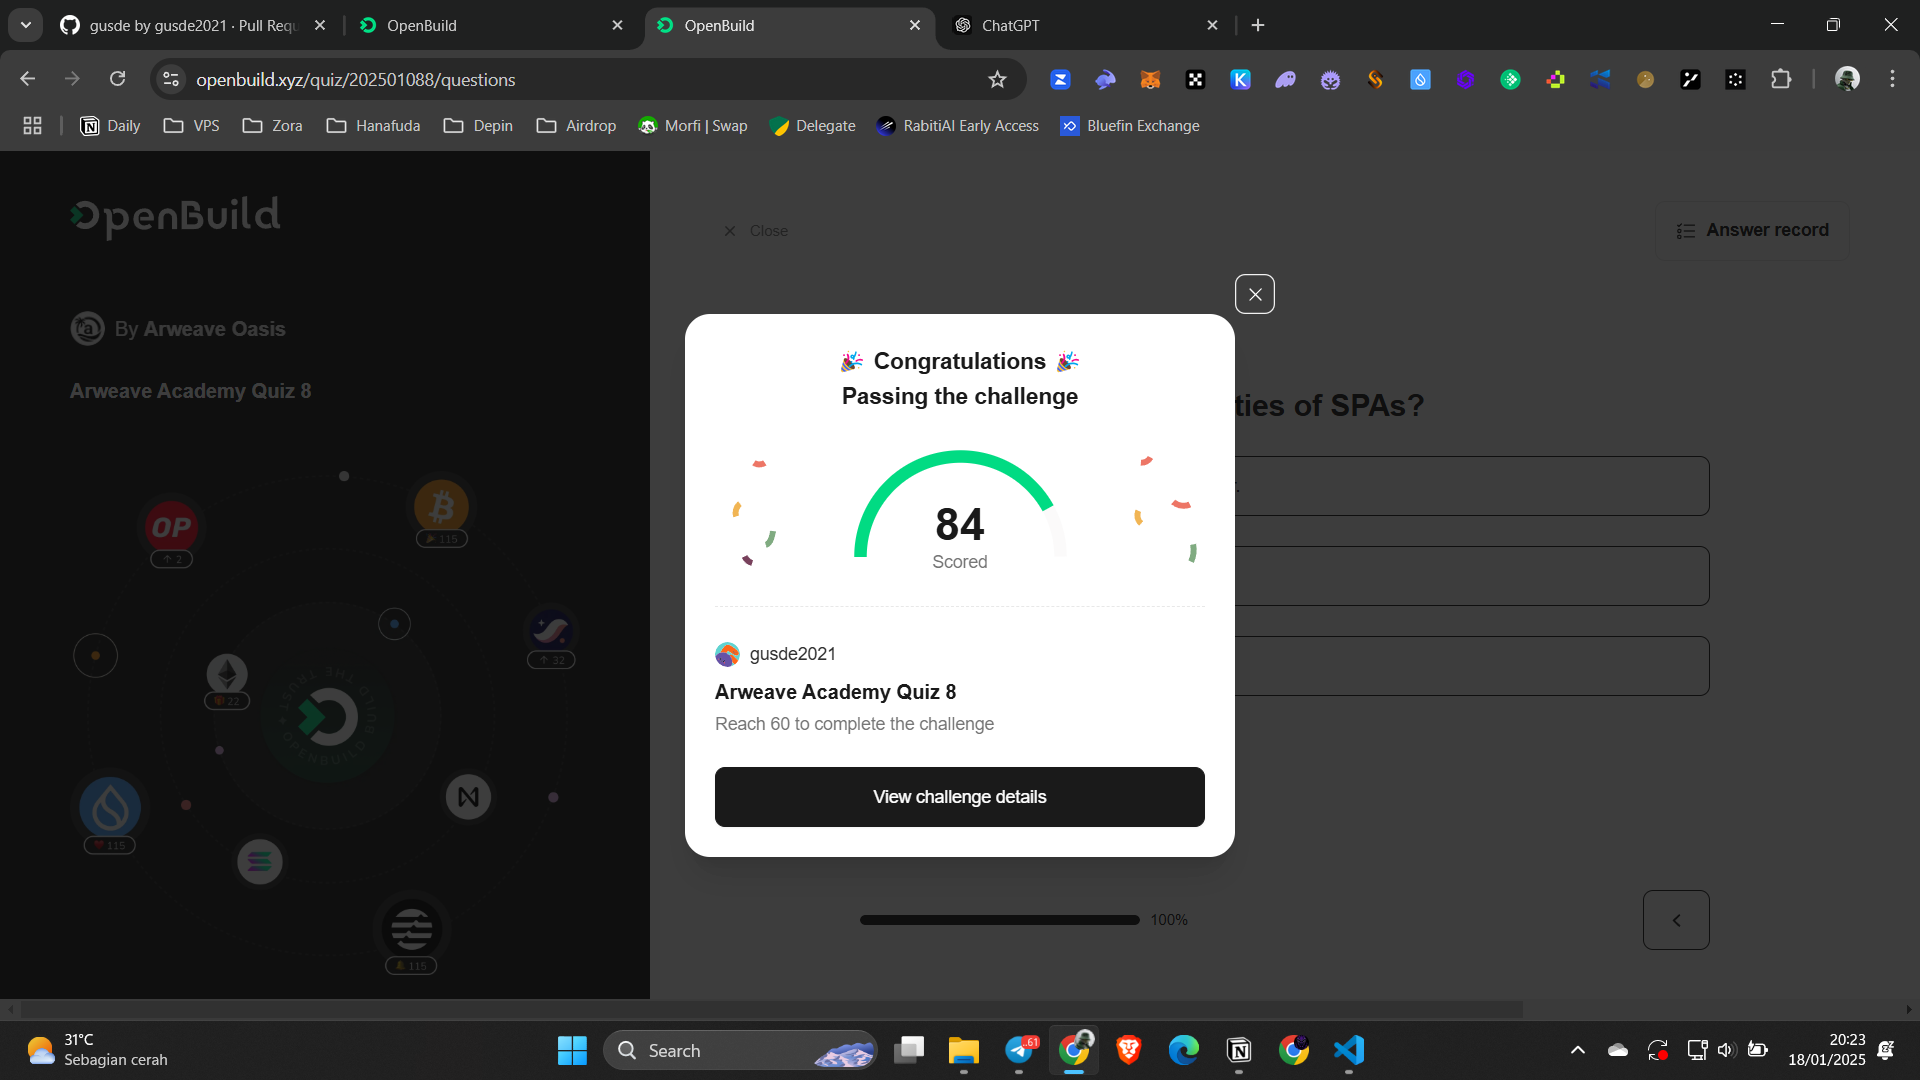 gusde by gusde2021 · Pull Requ
OpenBuild
OpenBuild
ChatGPT
openbuild.xyz/quiz/202501088/questions
Daily
VPS
Zora
Hanafuda
Depin
Airdrop
Morfi | Swap
Delegate
RabitiAI Early Access
Bluefin Exchange
OpenBuild
Close
Answer record
By Arweave Oasis
Arweave Academy Quiz 8
Congratulations
Passing the challenge
ties of SPAs?
84
Scored
OP
2
115
32
22
115
115
gusde2021
Arweave Academy Quiz 8
Reach 60 to complete the challenge
View challenge details
100%
31°C
Sebagian cerah
Search
..61
20:23
18/01/2025